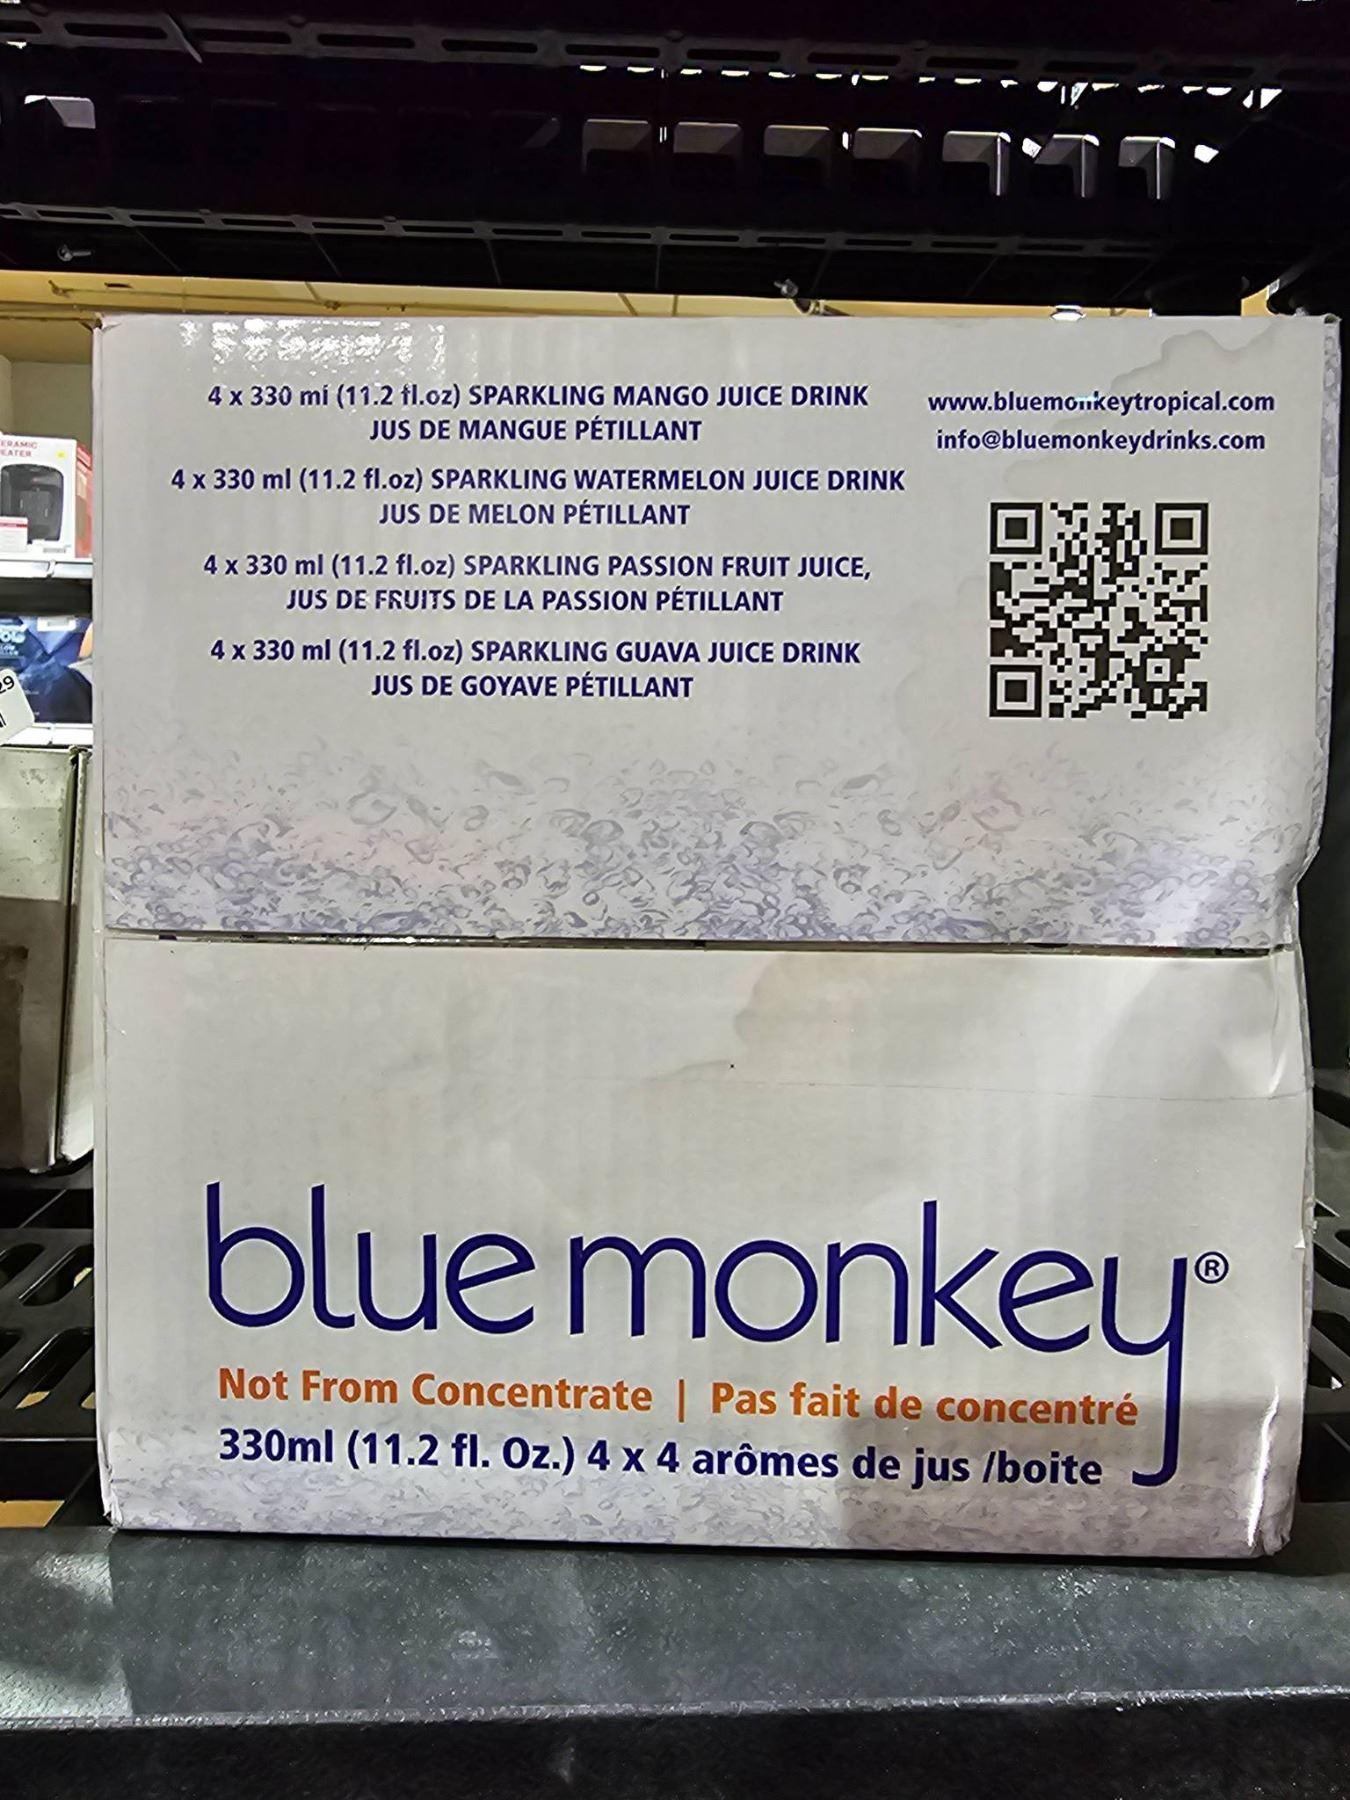 4 x 330 ml (11.2 fl.oz) SPARKLING MANGO JUICE DRINK
JUS DE MANGUE PÉTILLANT
4 x 330 ml (11.2 fl.oz) SPARKLING WATERMELON JUICE DRINK
JUS DE MELON PÉTILLANT
4 x 330 ml (11.2 fl.oz) SPARKLING PASSION FRUIT JUICE,
JUS DE FRUITS DE LA PASSION PÉTILLANT
4 x 330 ml (11.2 fl.oz) SPARKLING GUAVA JUICE DRINK
JUS DE GOYAVE PÉTILLANT
www.bluemonkeytropical.com
info@bluemonkeydrinks.com
blue monkey®
Not From Concentrate | Pas fait de concentré
330ml (11.2 fl. Oz.) 4 x 4 arômes de jus /boite